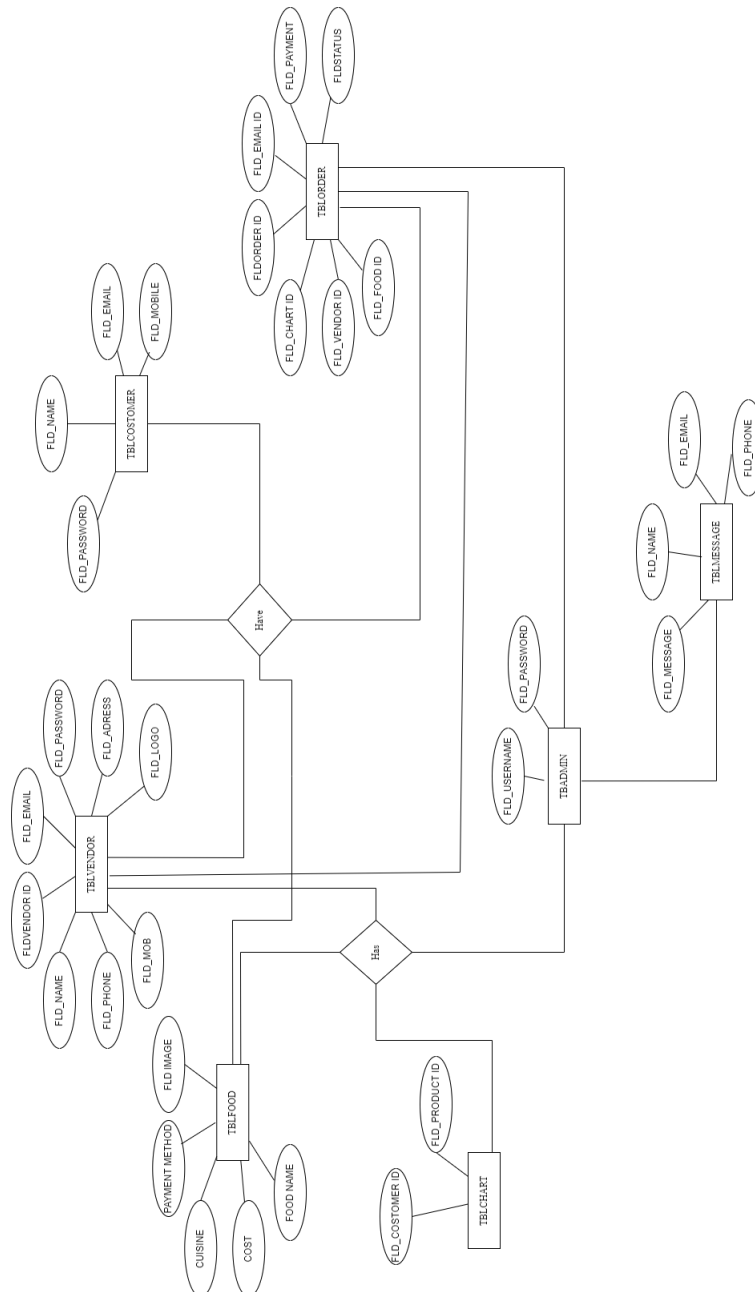 FLD_NAME
FLDVENDOR ID
FLD_EMAIL
FLD_PASSWORD
FLD_PHONE
TBLVENDOR
FLD_ADRESS
FLD_MOB
FLD_LOGO
FLD_NAME
FLD_PASSWORD
FLD_EMAIL
TBLCOSTOMER
FLD_MOBILE
PAYMENT METHOD
FLD IMAGE
CUISINE
TBLFOOD
COST
FOOD NAME
Have
FLDORDER ID
FLD_EMAIL ID
FLD_PAYMENT
FLD_CHART ID
TBLORDER
FLDSTATUS
FLD_VENDOR ID
FLD_FOOD ID
Has
FLD_COSTOMER ID
FLD_PRODUCT ID
TBLCHART
FLD_USERNAME
FLD_PASSWORD
TBADMIN
FLD_NAME
FLD_MESSAGE
FLD_EMAIL
TBLMESSAGE
FLD_PHONE